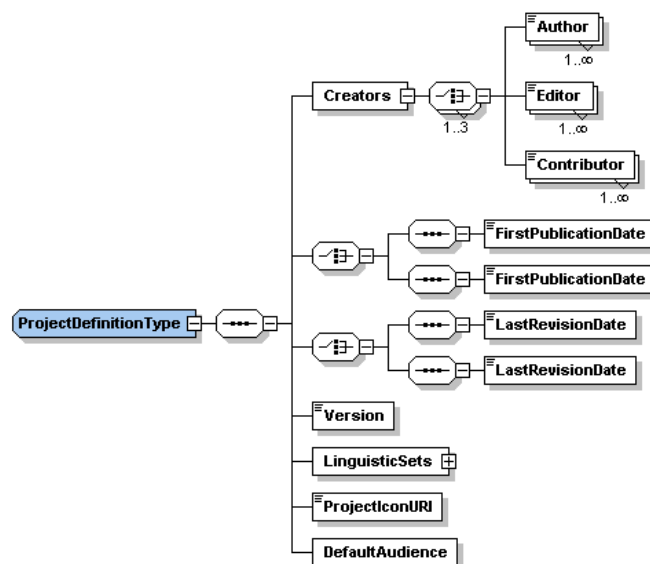 Author
1..∞
Creators
1..3
Editor
1..∞
Contributor
1..∞
FirstPublicationDate
FirstPublicationDate
ProjectDefinitionType
LastRevisionDate
LastRevisionDate
Version
LinguisticSets
ProjectIconURI
DefaultAudience